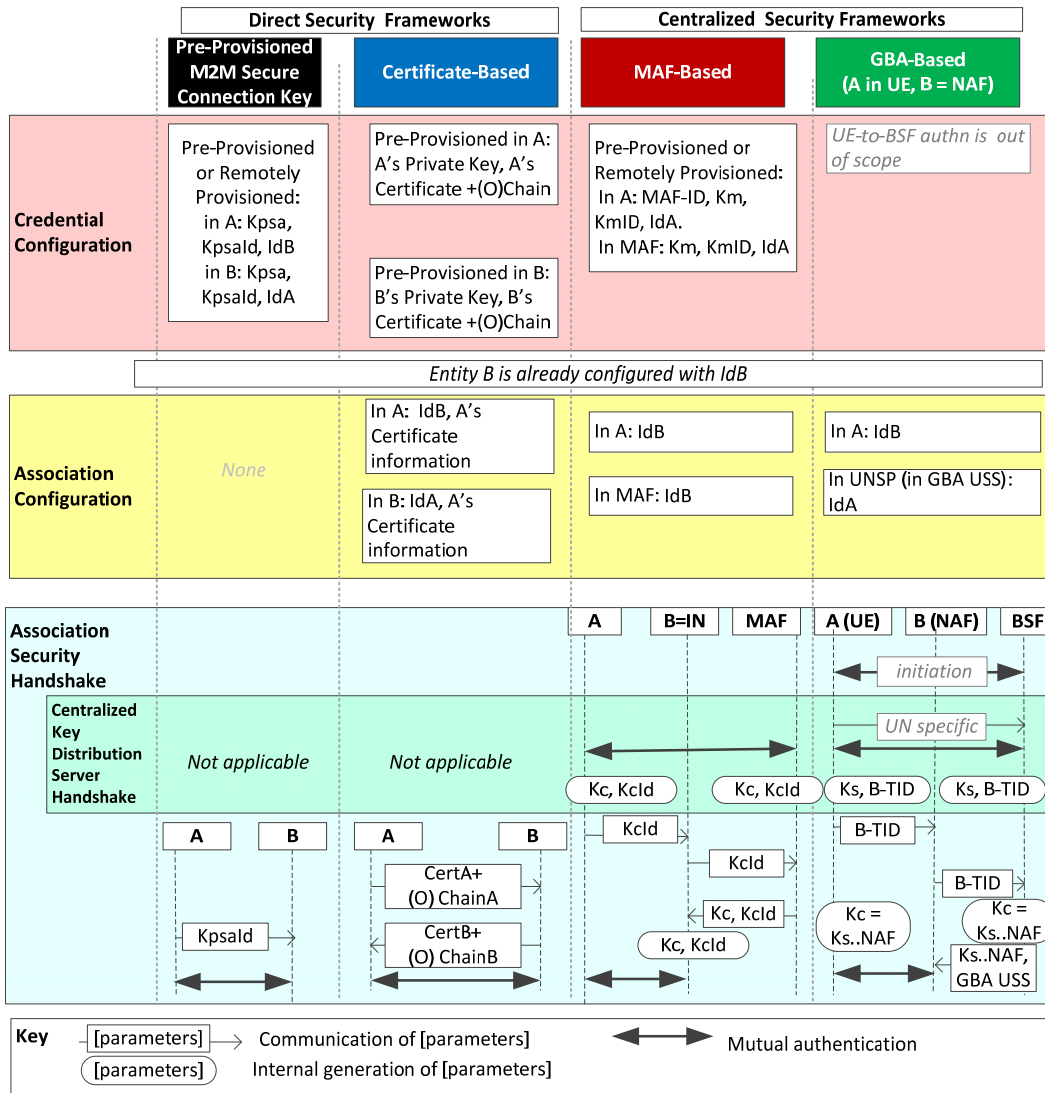 Direct Security Frameworks
Centralized Security Frameworks
Pre-Provisioned
M2M Secure
Connection Key
Certificate-Based
MAF-Based
GBA-Based
(A in UE, B = NAF)
Credential
Configuration
Pre-Provisioned
or Remotely
Provisioned:
in A: Kpsa,
KpsaId, IdB
in B: Kpsa,
KpsaId, IdA
Pre-Provisioned in A:
A's Private Key, A's
Certificate +(O)Chain
Pre-Provisioned in B:
B's Private Key, B's
Certificate +(O)Chain
Pre-Provisioned or
Remotely Provisioned:
In A: MAF-ID, Km,
KmID, IdA.
In MAF: Km, KmID, IdA
UE-to-BSF authn is out
of scope
Entity B is already configured with IdB
Association
Configuration
None
In A: IdB, A's
Certificate
information
In B: IdA, A's
Certificate
information
In A: IdB
In MAF: IdB
In A: IdB
In UNSP (in GBA USS):
IdA
Association
Security
Handshake
A
B=IN
MAF
A (UE)
B (NAF)
BSF
initiation
Centralized
Key
Distribution
Server
Handshake
Not applicable
Not applicable
UN specific
Kc, KcId
Kc, KcId
Ks, B-TID
Ks, B-TID
A
B
KpsaId
A
B
CertA+
(O) ChainA
CertB+
(O) ChainB
KcId
KcId
Kc, KcId
Kc, KcId
B-TID
B-TID
Kc =
Ks..NAF
Kc =
Ks..NAF
Ks..NAF,
GBA USS
Key
[parameters]
Communication of [parameters]
Mutual authentication
[parameters]
Internal generation of [parameters]